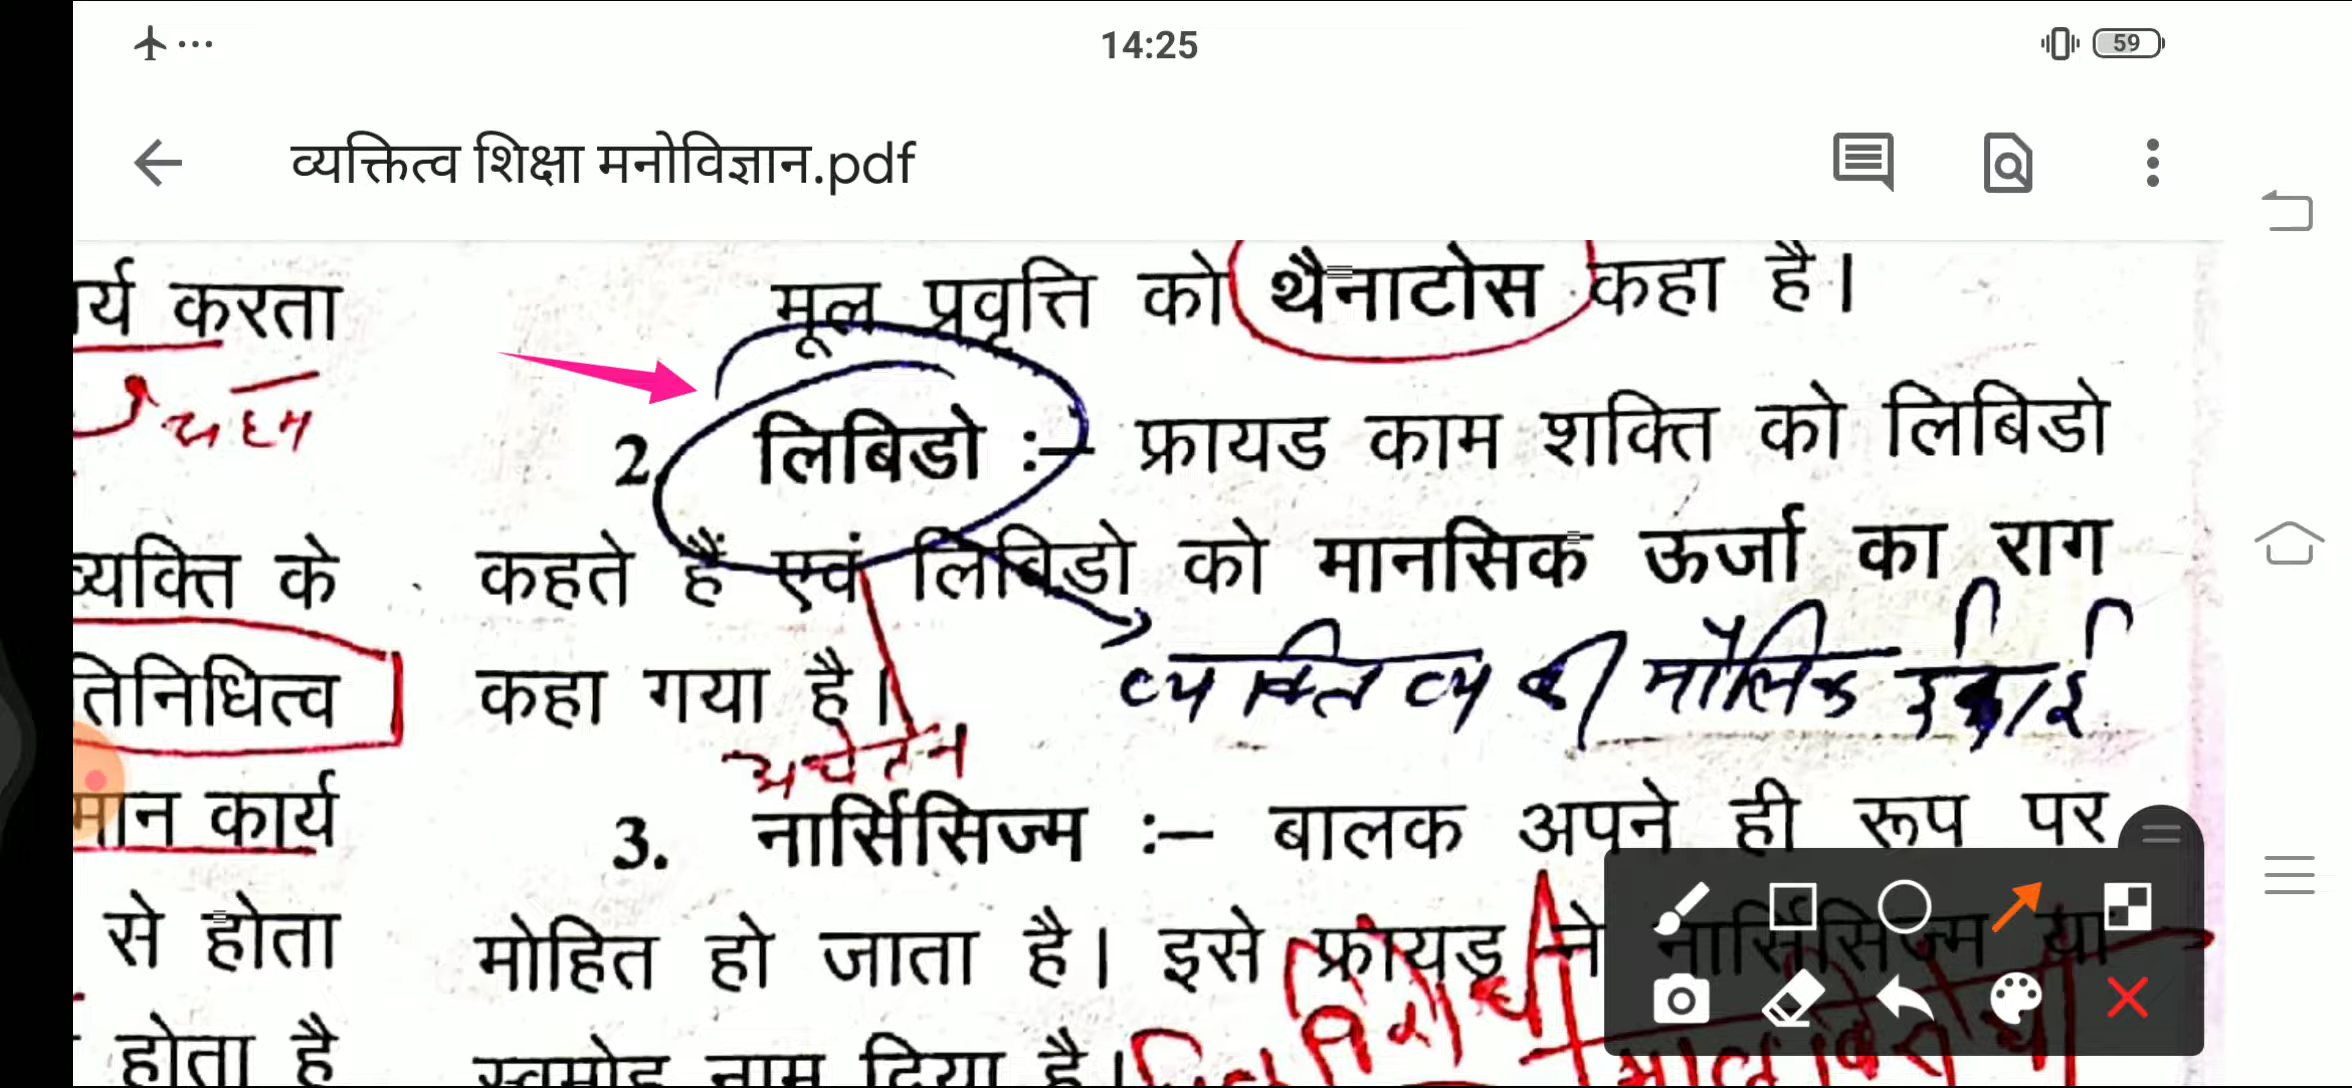 14:25
59
व्यक्तित्व शिक्षा मनोविज्ञान.pdf
र्य करता
व्यक्ति के
तिनिधित्व
मान कार्य
से होता
होता है
मूल प्रवृत्ति को थैनाटोस कहा है।
2. लिबिडो :– फ्रायड काम शक्ति को लिबिडो
कहते हैं एवं लिबिडो को मानसिक ऊर्जा का राग
कहा गया है।
व्यक्तित्व की मौलिक ईकाई
अचेतन
3. नार्सिसिज्म :– बालक अपने ही रूप पर
मोहित हो जाता है। इसे फ्रायड ने नार्सिसिज्म या
स्वमोह नाम दिया है।